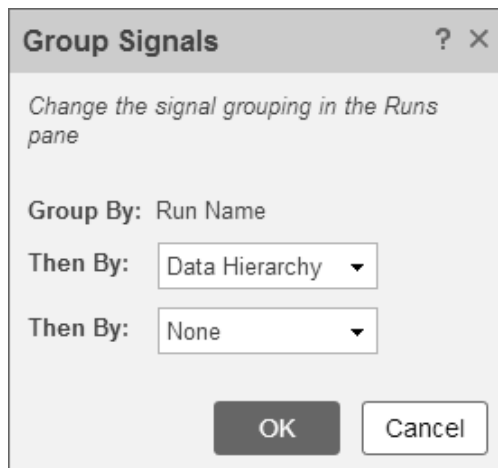 Group Signals ? ×
Change the signal grouping in the Runs
pane
Group By: Run Name
Then By: Data Hierarchy
Then By: None
OK Cancel